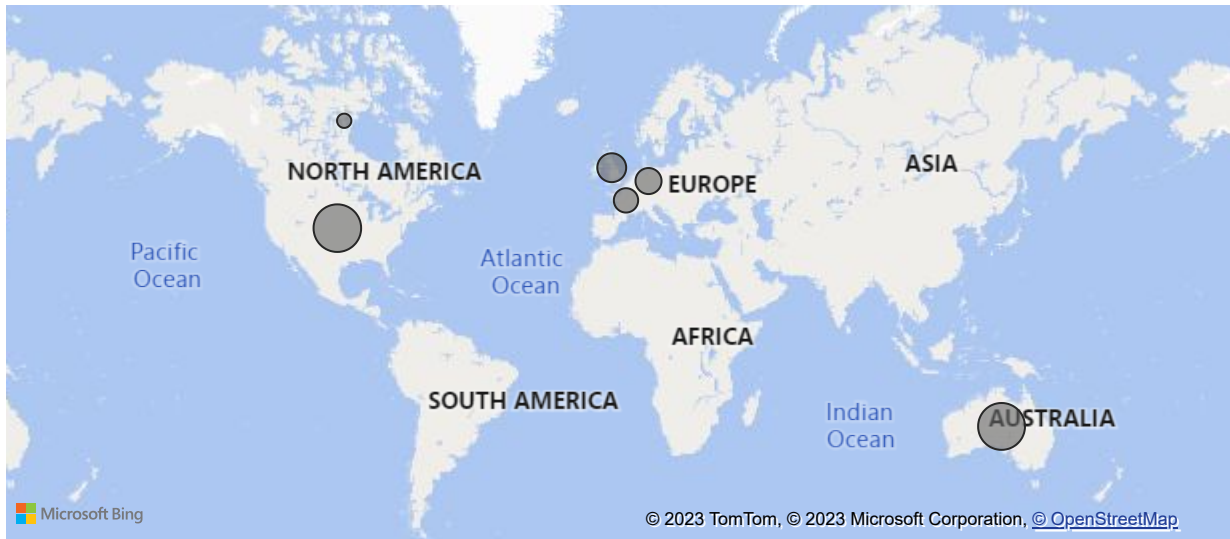 NORTH AMERICA
ASIA
EUROPE
Pacific
Ocean
Atlantic
Ocean
AFRICA
SOUTH AMERICA
Indian
Ocean
AUSTRALIA
Microsoft Bing
© 2023 TomTom, © 2023 Microsoft Corporation, © OpenStreetMap